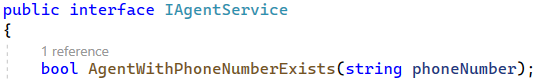 public interface IAgentService
{
1 reference
bool AgentWithPhoneNumberExists(string phoneNumber);